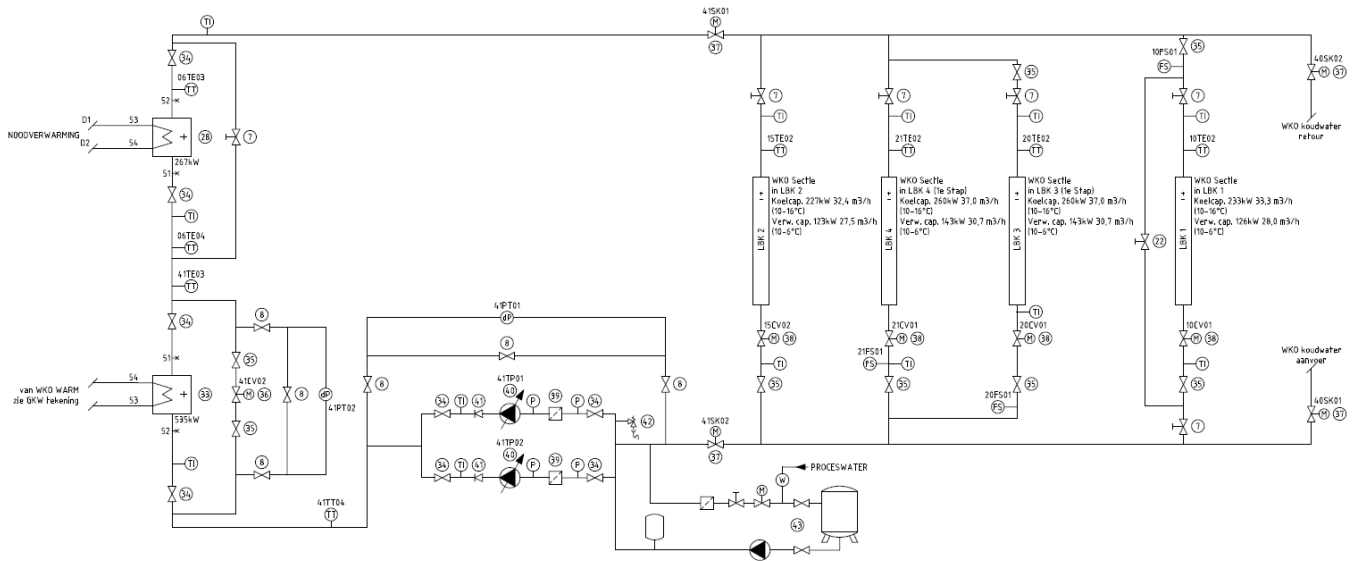 41SK01
M
37
TI
34
06TE03
TT
52
D1
53
NOODVERWARMING
D2
54
28
7
267kW
51
34
TI
06TE04
TT
41TE03
TT
34
8
51
35
54
van WKO WARM
zie GKW tekening
53
33
41CV02
M
36
8
dP
41PT02
535kW
52
35
TI
8
34
41TT04
TT
41PT01
dP
8
8
8
41TP01
40
34
TI
41
P
39
P
34
42
41TP02
40
34
TI
41
P
39
P
34
41SK02
M
37
PROCESWATER
W
M
43
7
TI
15TE02
TT
WKO Sectie
in LBK 2
Koelcap. 227kW 32,4 m3/h
(10-16°C)
Verw. cap. 123kW 27,5 m3/h
(10-6°C)
LBK 2
15CV02
M
38
TI
35
7
TI
21TE02
TT
WKO Sectie
in LBK 4 (1e Stap)
Koelcap. 260kW 37,0 m3/h
(10-16°C)
Verw. cap. 143kW 30,7 m3/h
(10-6°C)
LBK 4
21CV01
M
38
21FS01
FS
TI
35
35
7
TI
20TE02
TT
WKO Sectie
in LBK 3 (1e Stap)
Koelcap. 260kW 37,0 m3/h
(10-16°C)
Verw. cap. 143kW 30,7 m3/h
(10-6°C)
LBK 3
TI
20CV01
M
38
35
20FS01
FS
35
10FS01
FS
7
TI
10TE02
TT
WKO Sectie
in LBK 1
Koelcap. 233kW 33,3 m3/h
(10-16°C)
Verw. cap. 126kW 28,0 m3/h
(10-6°C)
LBK 1
22
10CV01
M
38
TI
35
7
40SK02
M
37
WKO koudwater
retour
WKO koudwater
aanvoer
40SK01
M
37